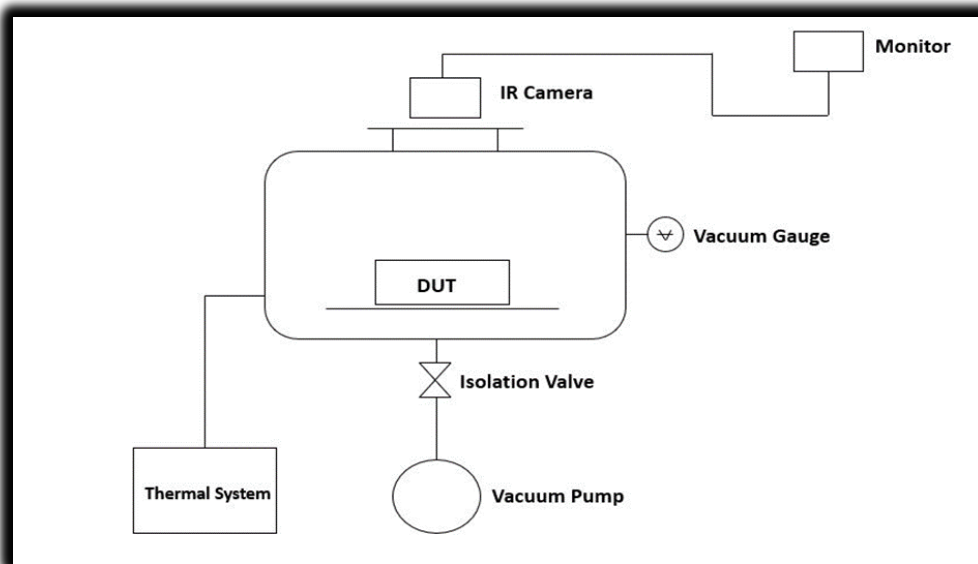 Monitor
IR Camera
Vacuum Gauge
DUT
Isolation Valve
Thermal System
Vacuum Pump